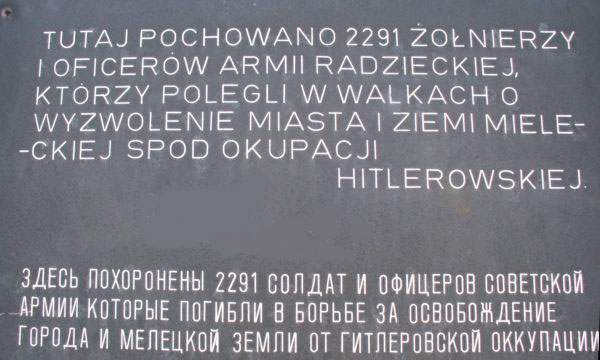 TUTAJ POCHOWANO 2291 ŻOŁNIERZY
I OFICERÓW ARMII RADZIECKIEJ,
KTÓRZY POLEGLI W WALKACH O
WYZWOLENIE MIASTA I ZIEMI MIELE-
-CKIEJ SPOD OKUPACJI
HITLEROWSKIEJ.
ЗДЕСЬ ПОХОРОНЕНЫ 2291 СОЛДАТ И ОФИЦЕРОВ СОВЕТСКОЙ
АРМИИ КОТОРЫЕ ПОГИБЛИ В БОРЬБЕ ЗА ОСВОБОЖДЕНИЕ
ГОРОДА И МЕЛЕЦКОЙ ЗЕМЛИ ОТ ГИТЛЕРОВСКОЙ ОККУПАЦИИ